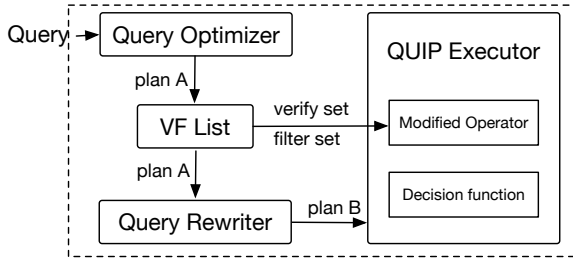 Query
Query Optimizer
plan A
VF List
verify set
filter set
plan A
Query Rewriter
plan B
QUIP Executor
Modified Operator
Decision function